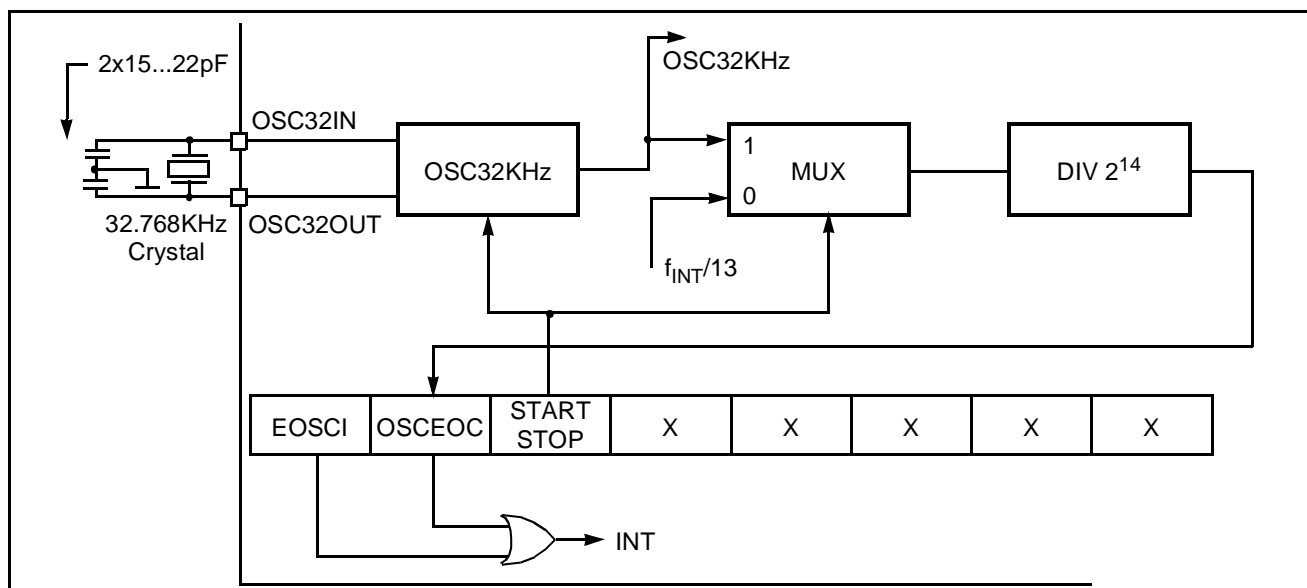 2x15...22pF
OSC32KHz
OSC32IN
OSC32KHz
1
MUX
0
DIV 2¹⁴
32.768KHz
Crystal
OSC32OUT
fINT/13
EOSCI
OSCEOC
START
STOP
X
X
X
X
X
INT